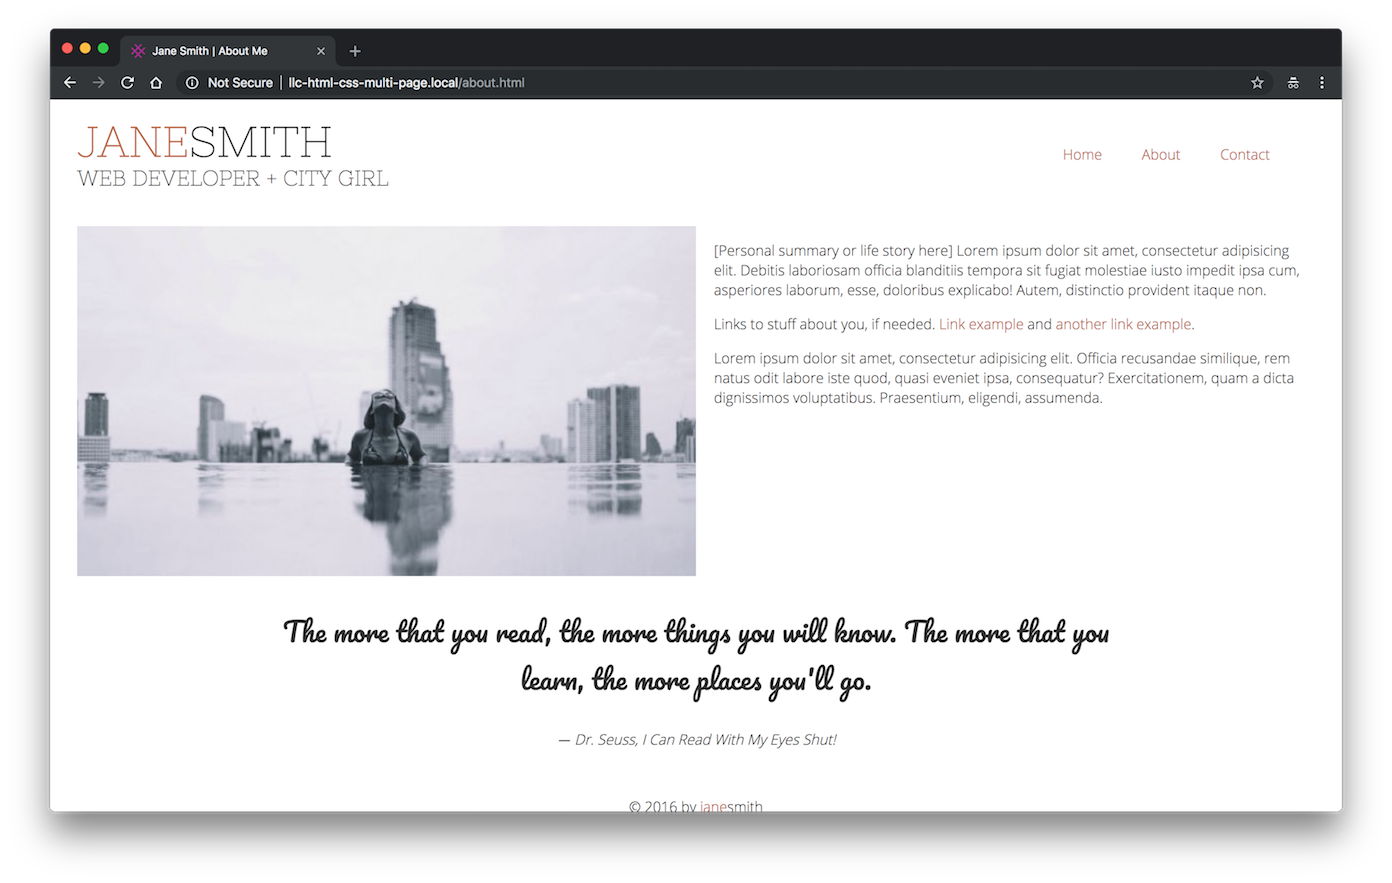 Jane Smith | About Me
Not Secure | llc-html-css-multi-page.local/about.html
JANESMITH
WEB DEVELOPER + CITY GIRL
Home About Contact
[Personal summary or life story here] Lorem ipsum dolor sit amet, consectetur adipisicing
elit. Debitis laboriosam officia blanditiis tempora sit fugiat molestiae iusto impedit ipsa cum,
asperiores laborum, esse, doloribus explicabo! Autem, distinctio provident itaque non.
Links to stuff about you, if needed. Link example and another link example.
Lorem ipsum dolor sit amet, consectetur adipisicing elit. Officia recusandae similique, rem
natus odit labore iste quod, quasi eveniet ipsa, consequatur? Exercitationem, quam a dicta
dignissimos voluptatibus. Praesentium, eligendi, assumenda.
The more that you read, the more things you will know. The more that you
learn, the more places you'll go.
— Dr. Seuss, I Can Read With My Eyes Shut!
© 2016 by janesmith